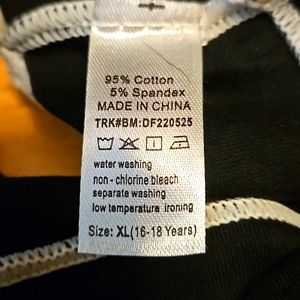 95% Cotton
5% Spandex
MADE IN CHINA
TRK#BM:DF220525
water washing
non - chlorine bleach
separate washing
low temperature ironing
Size: XL(16-18 Years)